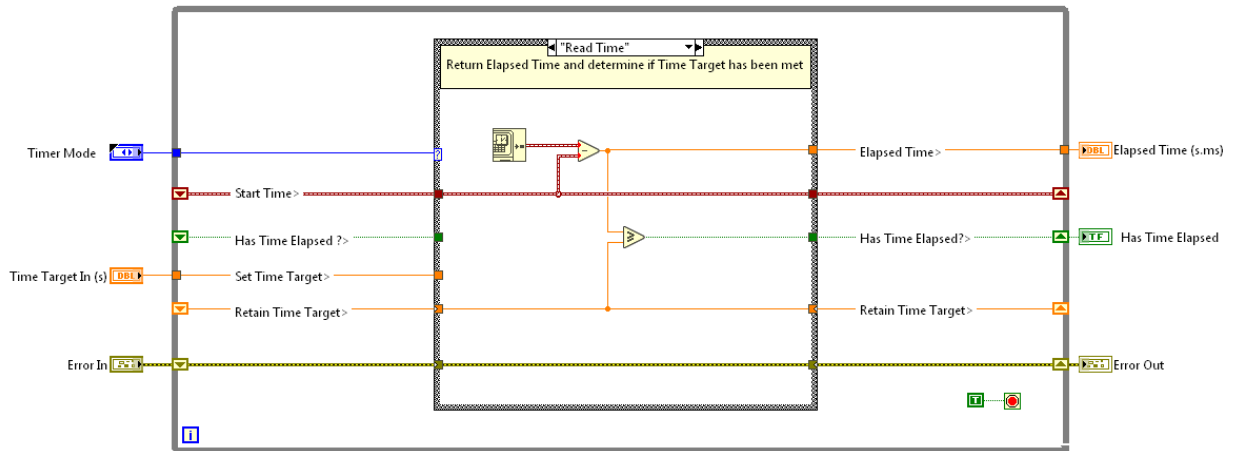 "Read Time"
Return Elapsed Time and determine if Time Target has been met
Timer Mode
?
Elapsed Time>
DBL
Elapsed Time (s.ms)
Start Time>
Has Time Elapsed ?>
Has Time Elapsed?>
TF
Has Time Elapsed
Time Target In (s)
DBL
Set Time Target>
Retain Time Target>
Retain Time Target>
Error In
Error Out
T
i